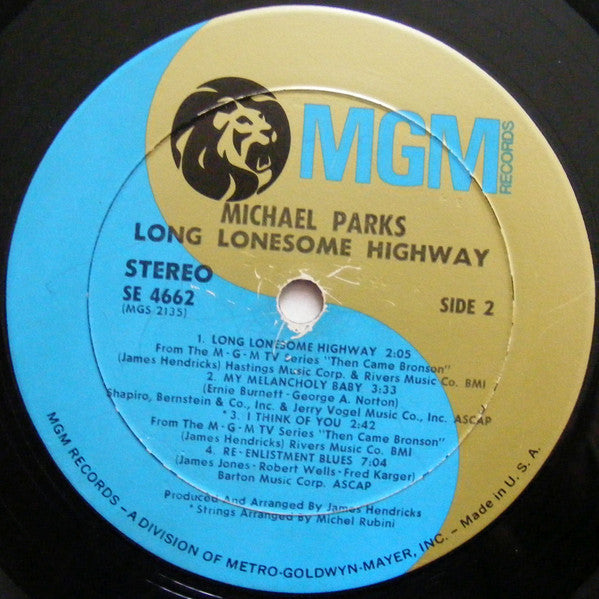 MGM
RECORDS
MICHAEL PARKS
LONG LONESOME HIGHWAY
STEREO
SE 4662
(MGS 2135)
SIDE 2
1. LONG LONESOME HIGHWAY 2:05
From The M-G-M TV Series "Then Came Bronson"
(James Hendricks) Hastings Music Corp. & Rivers Music Co. BMI
2. MY MELANCHOLY BABY 3:33
(Ernie Burnett - George A. Norton)
Shapiro, Bernstein & Co., Inc. & Jerry Vogel Music Co., Inc. ASCAP
*3. I THINK OF YOU 2:42
From The M-G-M TV Series "Then Came Bronson"
(James Hendricks) Rivers Music Co. BMI
4. RE-ENLISTMENT BLUES 7:04
(James Jones - Robert Wells - Fred Karger)
Barton Music Corp. ASCAP
Produced And Arranged By James Hendricks
*Strings Arranged By Michel Rubini
MGM RECORDS – A DIVISION OF METRO-GOLDWYN-MAYER, INC. – Made in U. S. A.